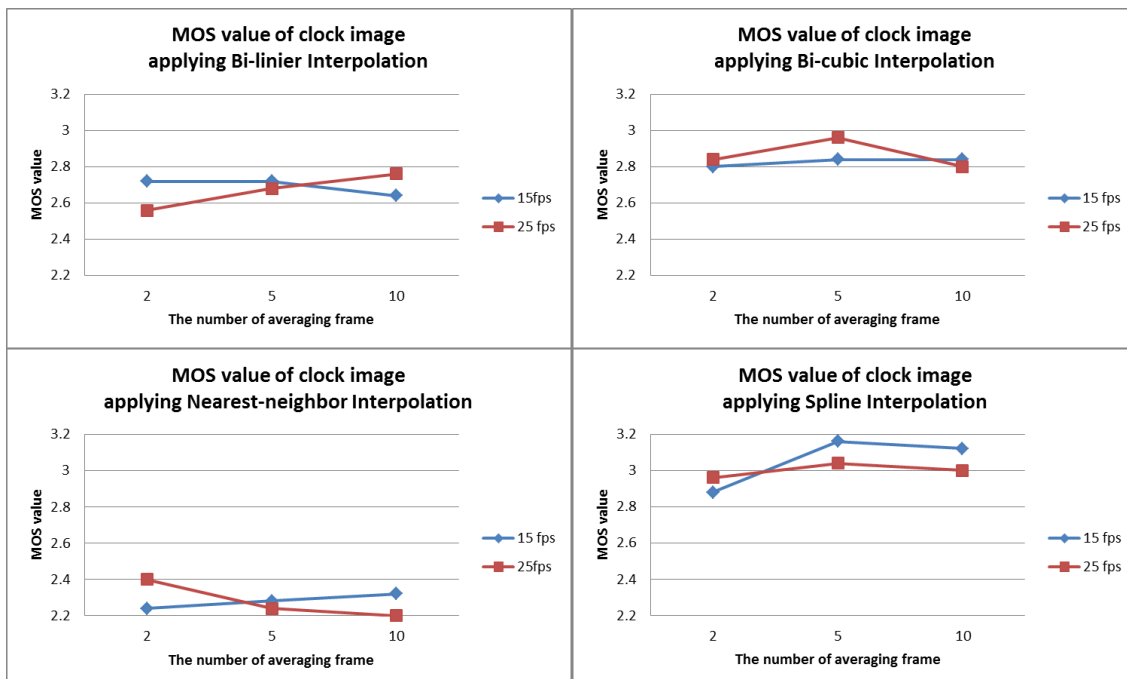 MOS value of clock image
applying Bi-linier Interpolation
3.2
3
2.8
2.6
2.4
2.2
MOS value
2
5
10
The number of averaging frame
15fps
25 fps
MOS value of clock image
applying Bi-cubic Interpolation
3.2
3
2.8
2.6
2.4
2.2
MOS value
2
5
10
The number of averaging frame
15 fps
25 fps
MOS value of clock image
applying Nearest-neighbor Interpolation
3.2
3
2.8
2.6
2.4
2.2
MOS value
2
5
10
The number of averaging frame
15 fps
25fps
MOS value of clock image
applying Spline Interpolation
3.2
3
2.8
2.6
2.4
2.2
MOS value
2
5
10
The number of averaging frame
15 fps
25 fps